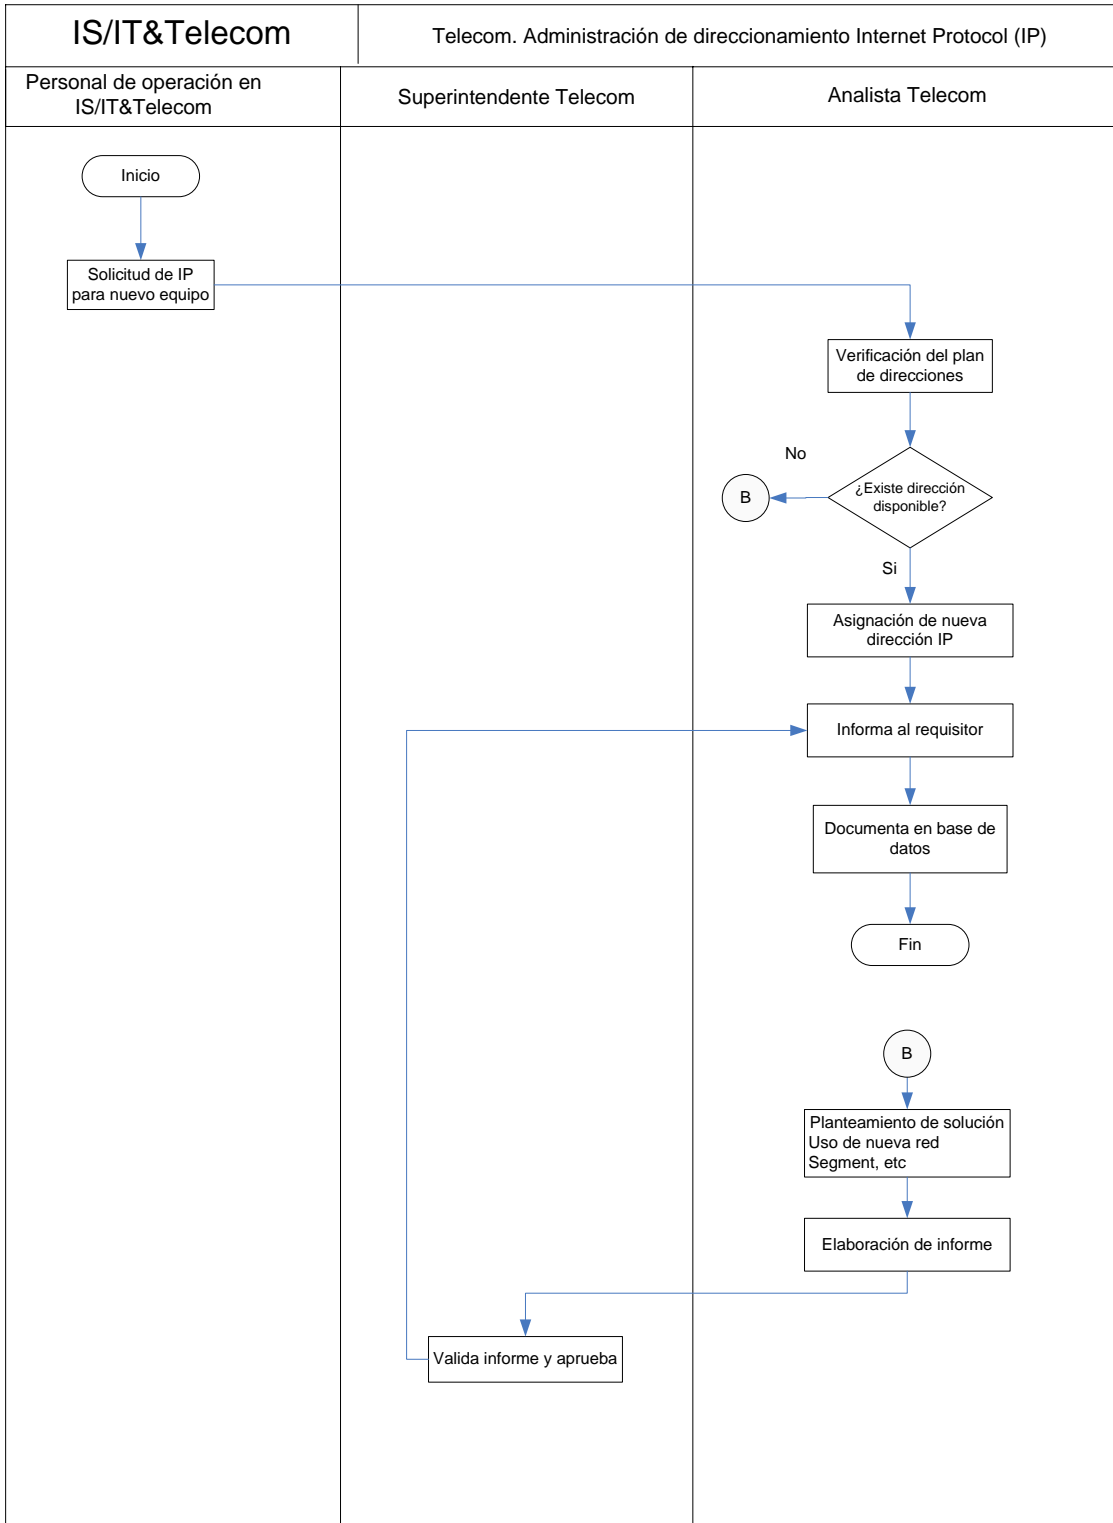 IS/IT&Telecom
Telecom. Administración de direccionamiento Internet Protocol (IP)
Personal de operación en
IS/IT&Telecom
Superintendente Telecom
Analista Telecom
Inicio
Solicitud de IP
para nuevo equipo
Verificación del plan
de direcciones
No
B
¿Existe dirección
disponible?
Si
Asignación de nueva
dirección IP
Informa al requisitor
Documenta en base de
datos
Fin
B
Planteamiento de solución
Uso de nueva red
Segment, etc
Elaboración de informe
Valida informe y aprueba